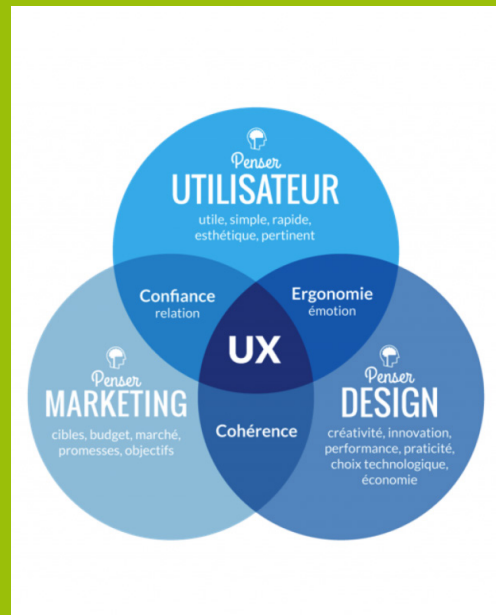 Penser
UTILISATEUR
utile, simple, rapide,
esthétique, pertinent
Confiance
relation
Ergonomie
émotion
UX
Penser
MARKETING
cibles, budget, marché,
promesses, objectifs
Cohérence
Penser
DESIGN
créativité, innovation,
performance, praticité,
choix technologique,
économie